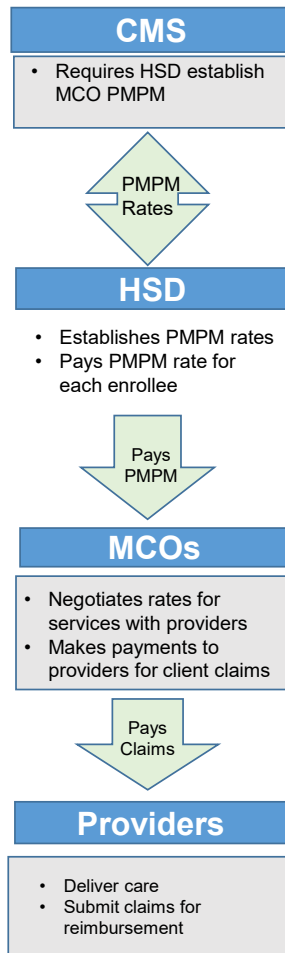 CMS
• Requires HSD establish
MCO PMPM
PMPM
Rates
HSD
• Establishes PMPM rates
• Pays PMPM rate for
each enrollee
Pays
PMPM
MCOs
• Negotiates rates for
services with providers
• Makes payments to
providers for client claims
Pays
Claims
Providers
• Deliver care
• Submit claims for
reimbursement